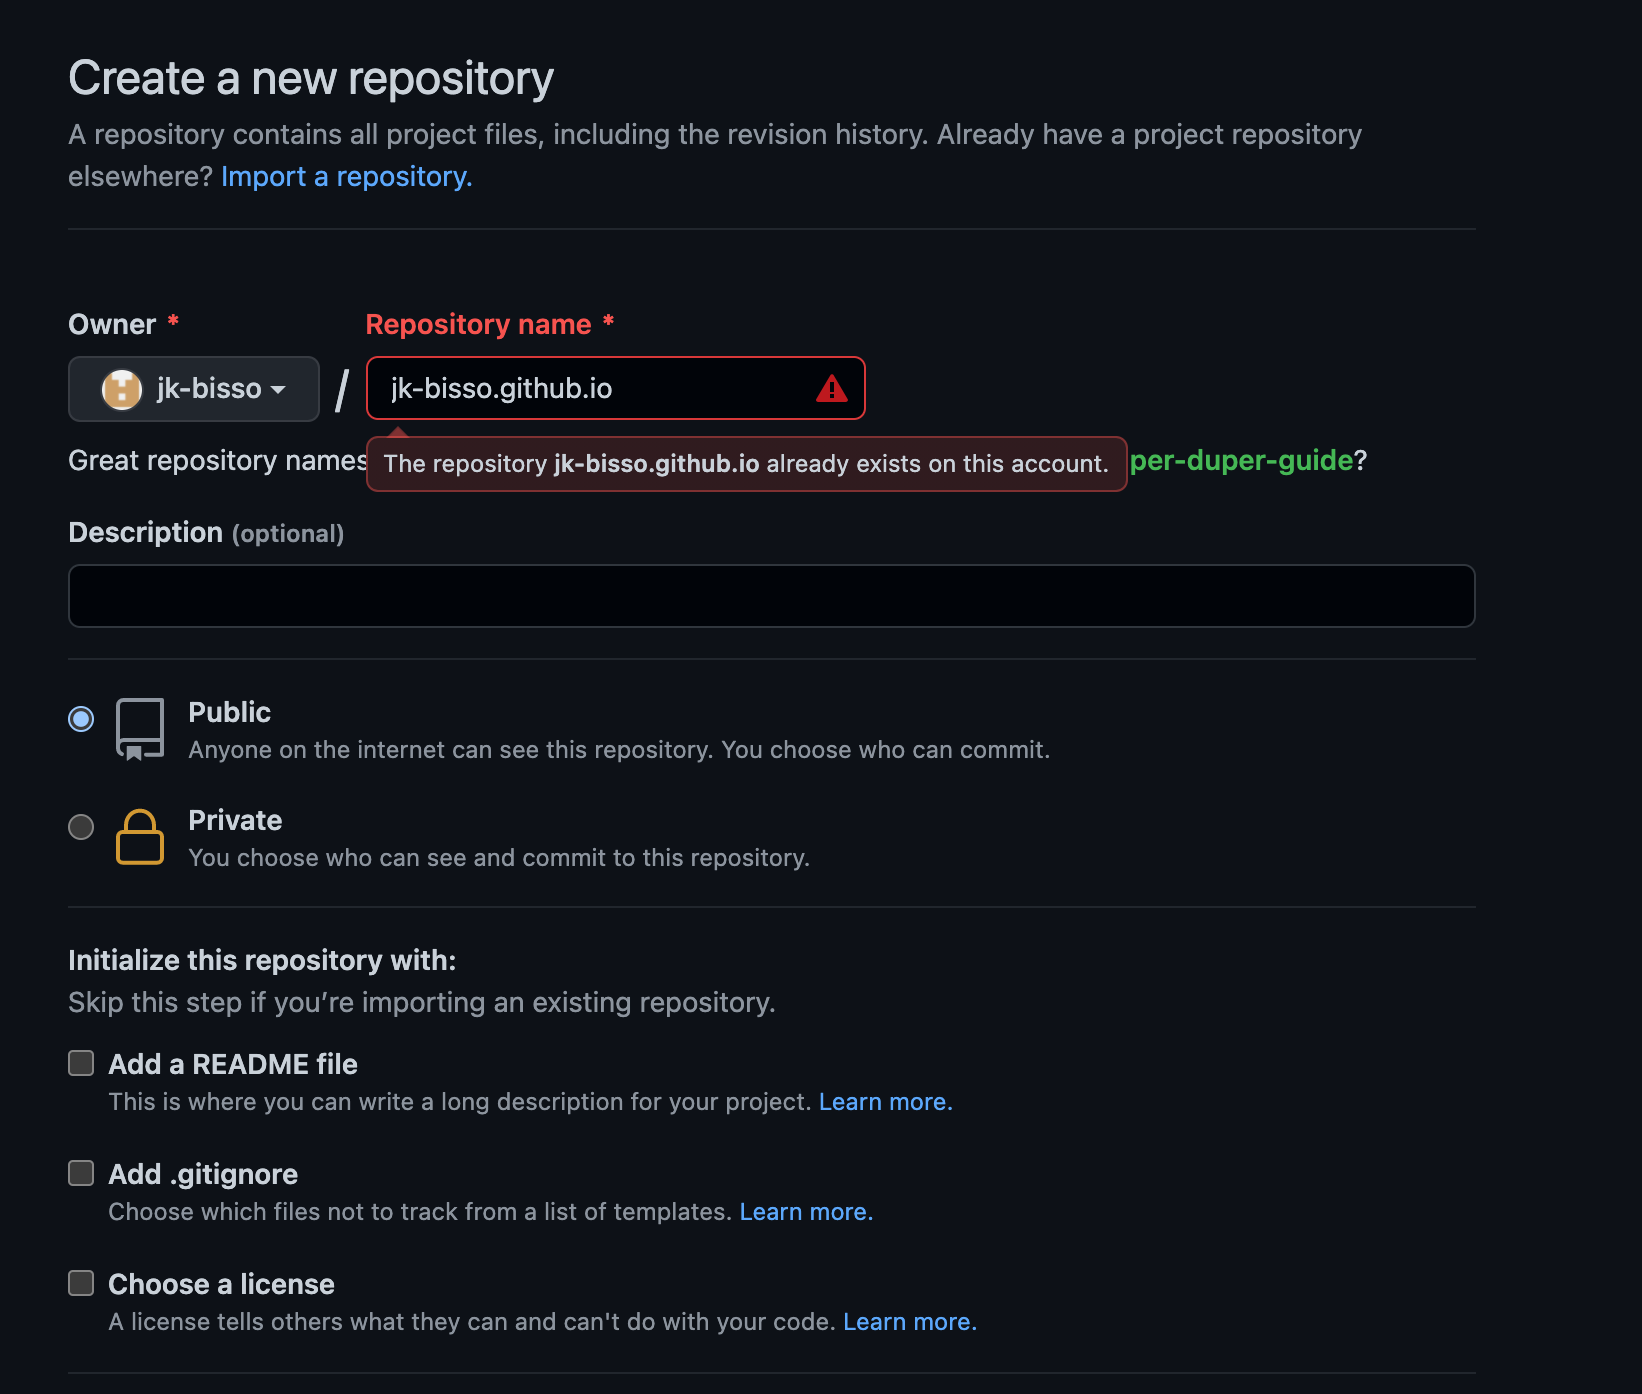 Create a new repository
A repository contains all project files, including the revision history. Already have a project repository
elsewhere? Import a repository.
Owner *
Repository name *
jk-bisso
/
jk-bisso.github.io
Great repository names
The repository jk-bisso.github.io already exists on this account.
per-duper-guide?
Description (optional)
Public
Anyone on the internet can see this repository. You choose who can commit.
Private
You choose who can see and commit to this repository.
Initialize this repository with:
Skip this step if you’re importing an existing repository.
Add a README file
This is where you can write a long description for your project. Learn more.
Add .gitignore
Choose which files not to track from a list of templates. Learn more.
Choose a license
A license tells others what they can and can't do with your code. Learn more.